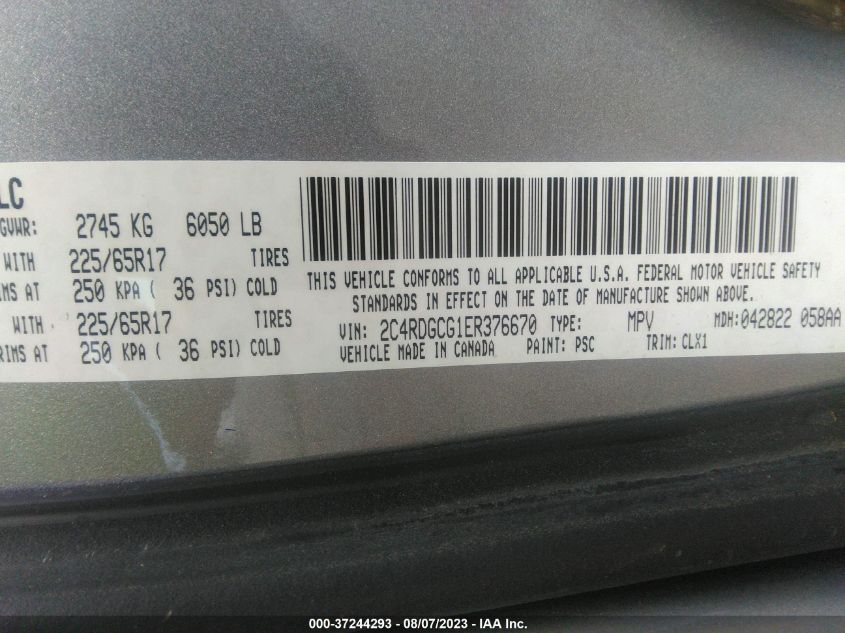 LC
GVWR: 2745 KG 6050 LB
WITH 225/65R17 TIRES
IMS AT 250 KPA ( 36 PSI) COLD
WITH 225/65R17
RIMS AT 250 KPA ( 36 PSI) COLD
THIS VEHICLE CONFORMS TO ALL APPLICABLE U.S.A. FEDERAL MOTOR VEHICLE SAFETY
STANDARDS IN EFFECT ON THE DATE OF MANUFACTURE SHOWN ABOVE.
VIN: 2C4RDGCG1ER376670 TYPE: MPV MDH: 042822 058AA
VEHICLE MADE IN CANADA PAINT: PSC TRIM: CLX1
000-37244293 - 08/07/2023 - IAA Inc.